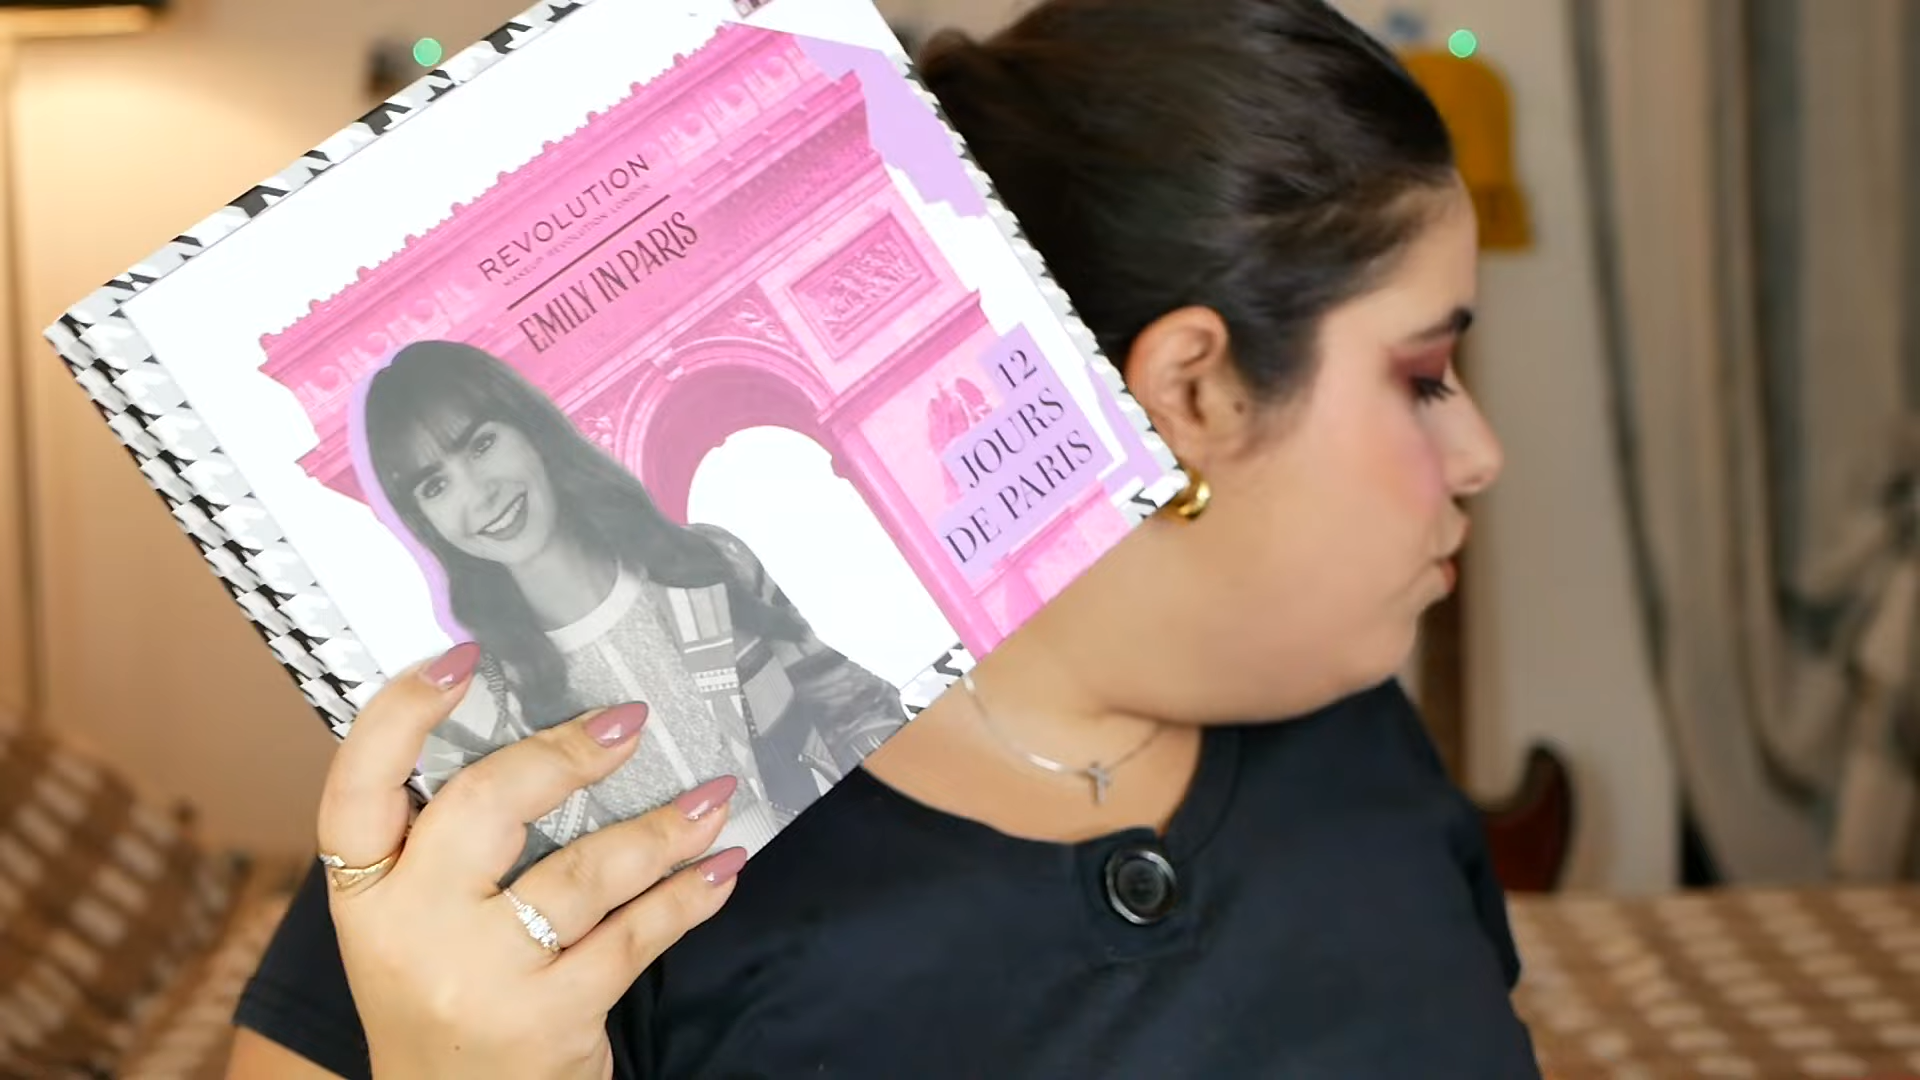 REVOLUTION
MAKEUP REVOLUTION LONDON
EMILY IN PARIS
12
JOURS
DE PARIS